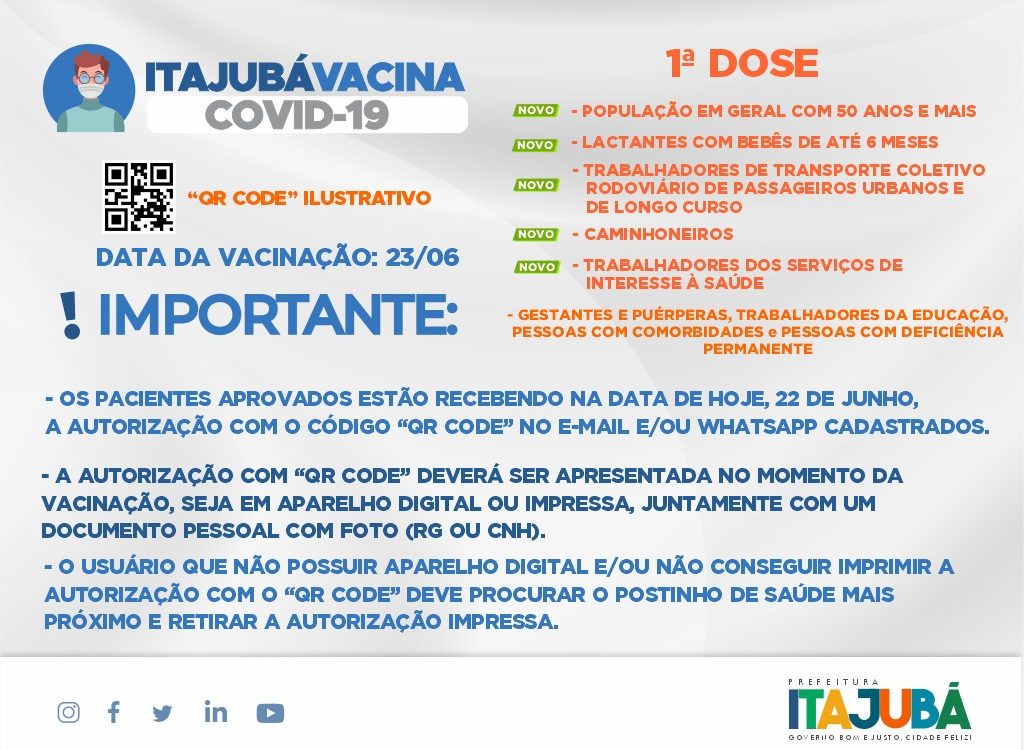 ITAJUBÁVACINA
COVID-19
"QR CODE" ILUSTRATIVO
DATA DA VACINAÇÃO: 23/06
! IMPORTANTE:
1ª DOSE
NOVO - POPULAÇÃO EM GERAL COM 50 ANOS E MAIS
NOVO - LACTANTES COM BEBÊS DE ATÉ 6 MESES
NOVO - TRABALHADORES DE TRANSPORTE COLETIVO
RODOVIÁRIO DE PASSAGEIROS URBANOS E
DE LONGO CURSO
NOVO - CAMINHONEIROS
NOVO - TRABALHADORES DOS SERVIÇOS DE
INTERESSE À SAÚDE
- GESTANTES E PUÉRPERAS, TRABALHADORES DA EDUCAÇÃO,
PESSOAS COM COMORBIDADES e PESSOAS COM DEFICIÊNCIA
PERMANENTE
- OS PACIENTES APROVADOS ESTÃO RECEBENDO NA DATA DE HOJE, 22 DE JUNHO,
A AUTORIZAÇÃO COM O CÓDIGO "QR CODE" NO E-MAIL E/OU WHATSAPP CADASTRADOS.
- A AUTORIZAÇÃO COM "QR CODE" DEVERÁ SER APRESENTADA NO MOMENTO DA
VACINAÇÃO, SEJA EM APARELHO DIGITAL OU IMPRESSA, JUNTAMENTE COM UM
DOCUMENTO PESSOAL COM FOTO (RG OU CNH).
- O USUÁRIO QUE NÃO POSSUIR APARELHO DIGITAL E/OU NÃO CONSEGUIR IMPRIMIR A
AUTORIZAÇÃO COM O "QR CODE" DEVE PROCURAR O POSTINHO DE SAÚDE MAIS
PRÓXIMO E RETIRAR A AUTORIZAÇÃO IMPRESSA.
PREFEITURA
ITAJUBÁ
GOVERNO BOM E JUSTO, CIDADE FELIZ!